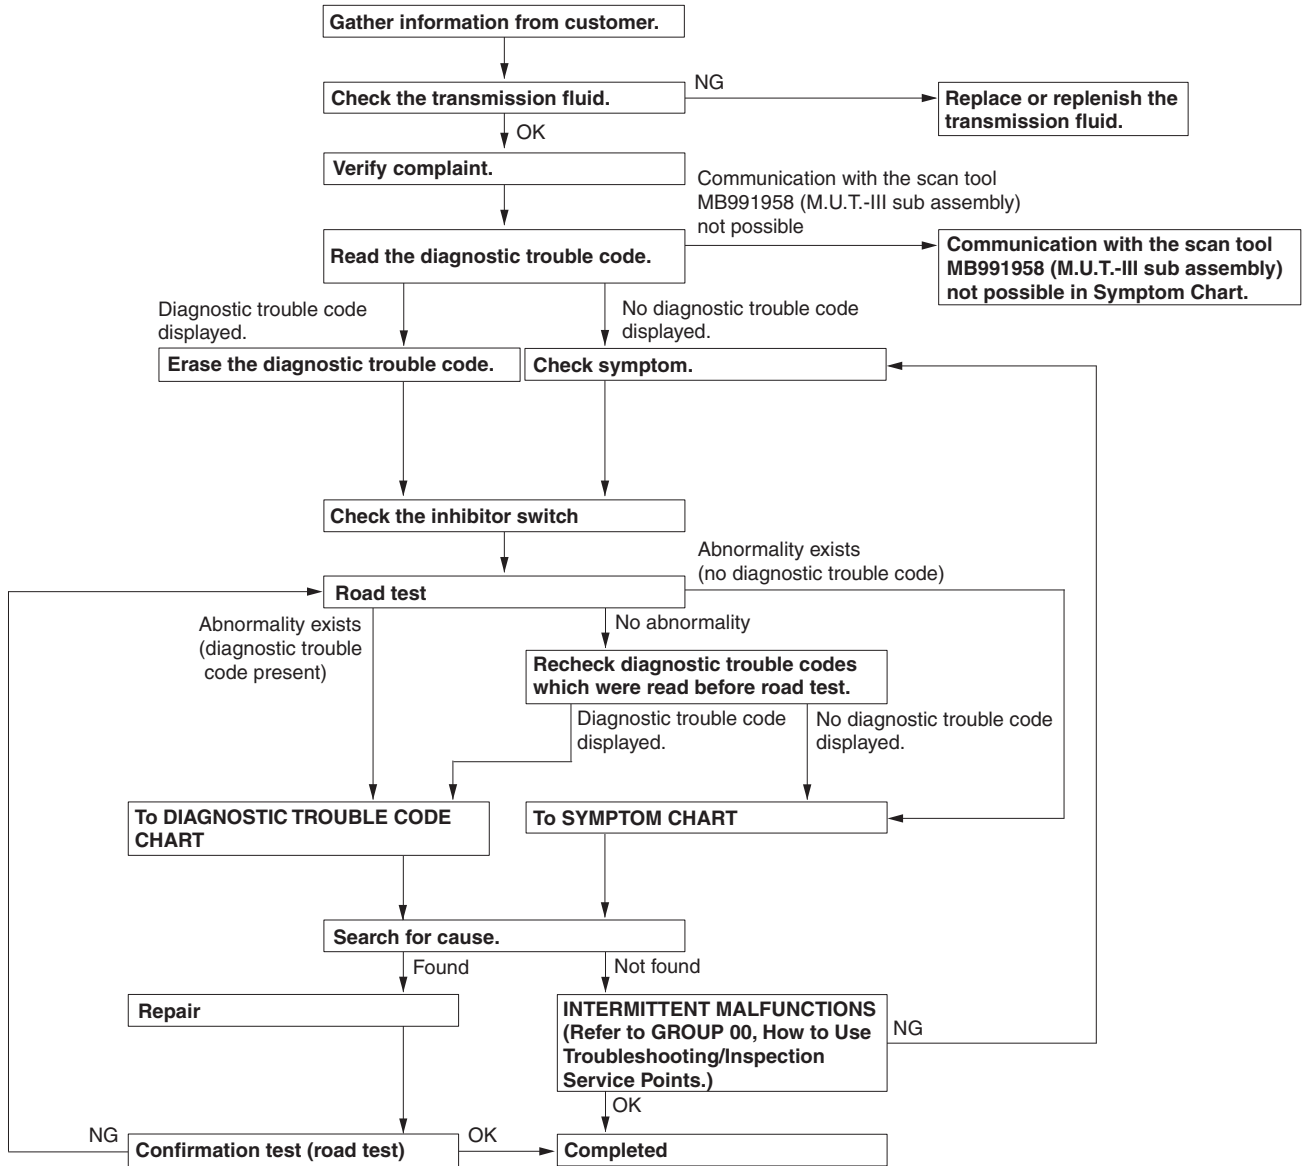 Gather information from customer.
Check the transmission fluid.
NG
Replace or replenish the
transmission fluid.
OK
Verify complaint.
Communication with the scan tool
MB991958 (M.U.T.-III sub assembly)
not possible
Read the diagnostic trouble code.
Communication with the scan tool
MB991958 (M.U.T.-III sub assembly)
not possible in Symptom Chart.
Diagnostic trouble code
displayed.
No diagnostic trouble code
displayed.
Erase the diagnostic trouble code.
Check symptom.
Check the inhibitor switch
Abnormality exists
(no diagnostic trouble code)
Road test
Abnormality exists
(diagnostic trouble
code present)
No abnormality
Recheck diagnostic trouble codes
which were read before road test.
Diagnostic trouble code
displayed.
No diagnostic trouble code
displayed.
To DIAGNOSTIC TROUBLE CODE
CHART
To SYMPTOM CHART
Search for cause.
Found
Not found
Repair
INTERMITTENT MALFUNCTIONS
(Refer to GROUP 00, How to Use
Troubleshooting/Inspection
Service Points.)
NG
OK
NG
Confirmation test (road test)
OK
Completed